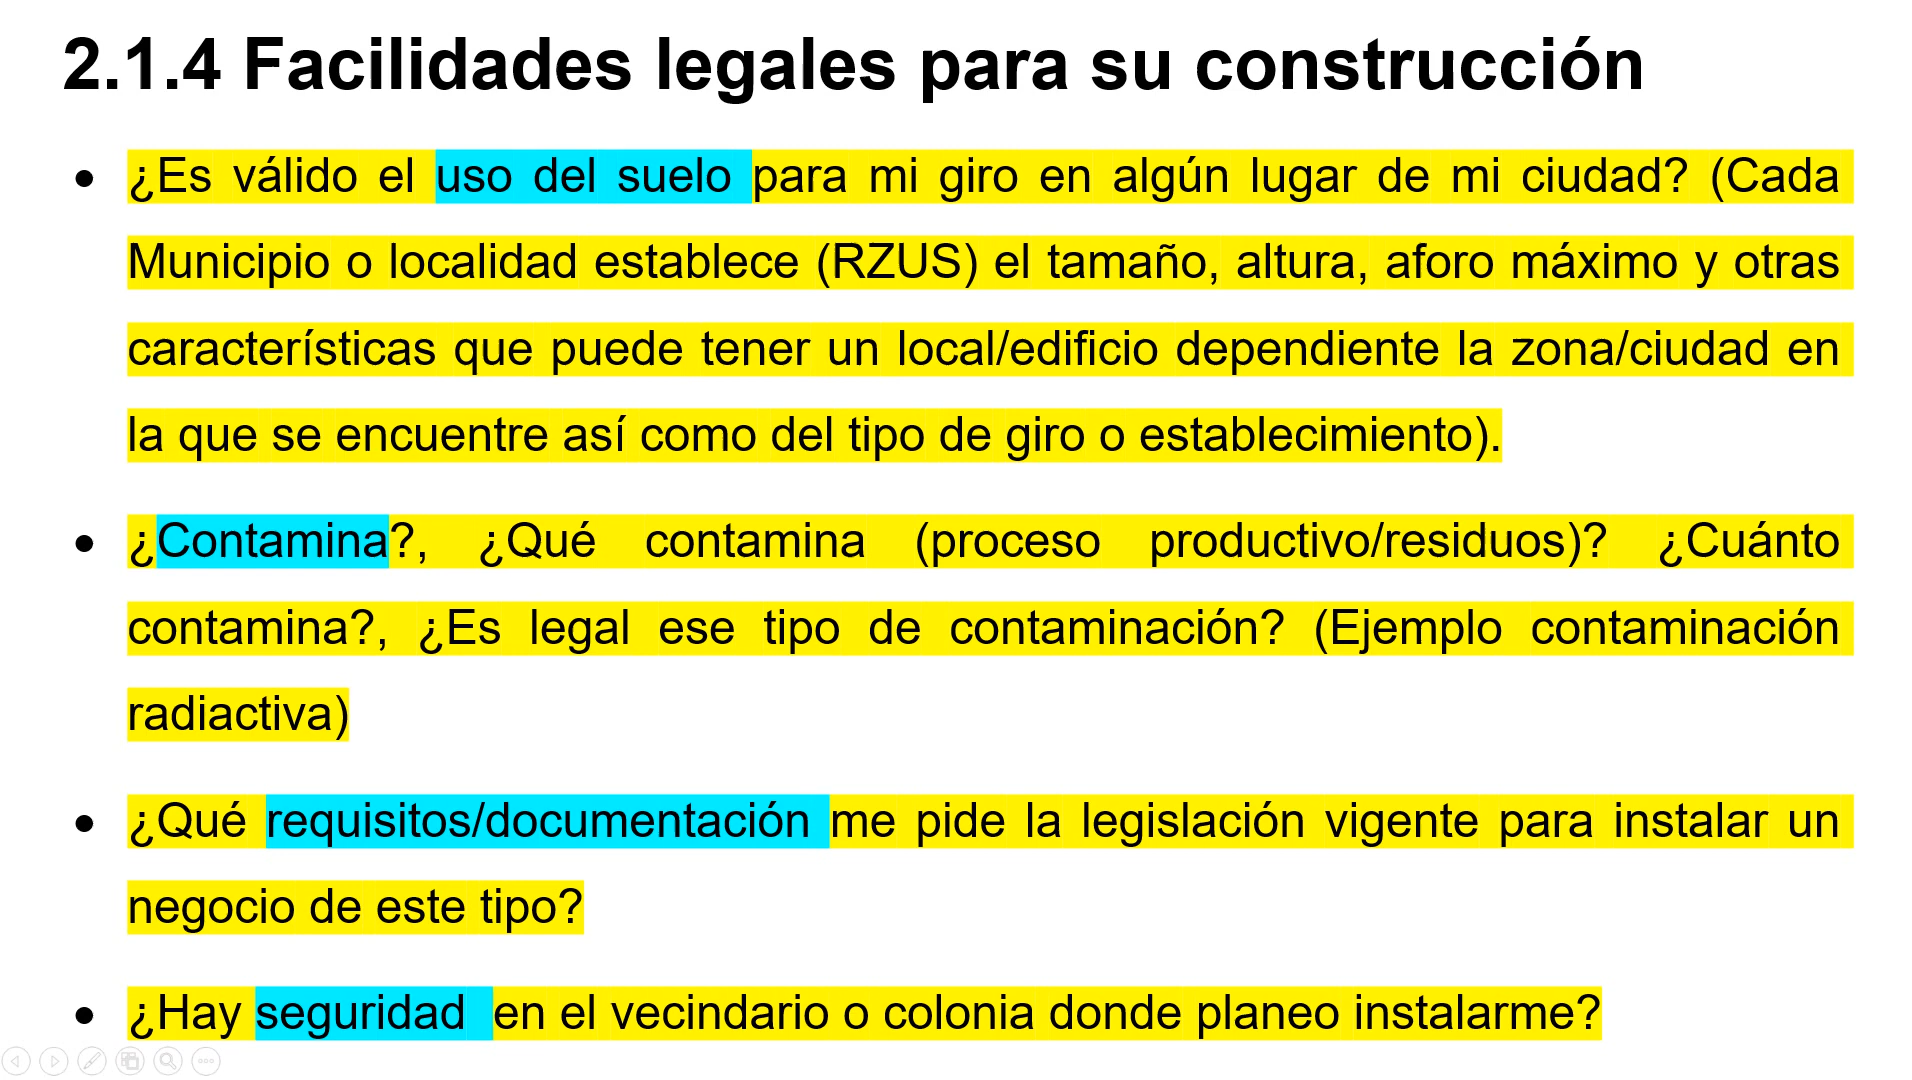 2.1.4 Facilidades legales para su construcción
• ¿Es válido el uso del suelo para mi giro en algún lugar de mi ciudad? (Cada
Municipio o localidad establece (RZUS) el tamaño, altura, aforo máximo y otras
características que puede tener un local/edificio dependiente la zona/ciudad en
la que se encuentre así como del tipo de giro o establecimiento).
• ¿Contamina?, ¿Qué contamina (proceso productivo/residuos)? ¿Cuánto
contamina?, ¿Es legal ese tipo de contaminación? (Ejemplo contaminación
radiactiva)
• ¿Qué requisitos/documentación me pide la legislación vigente para instalar un
negocio de este tipo?
• ¿Hay seguridad en el vecindario o colonia donde planeo instalarme?